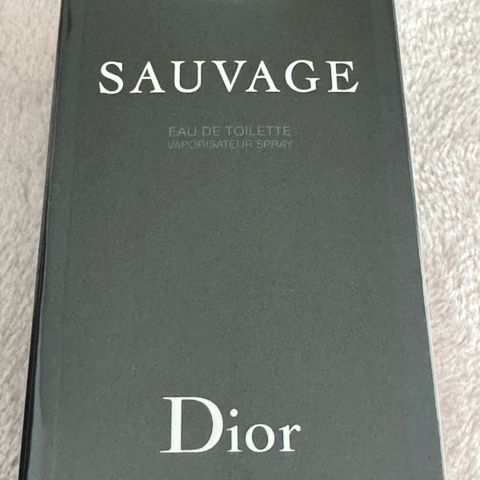 SAUVAGE
EAU DE TOILETTE
VAPORISATEUR SPRAY
Dior